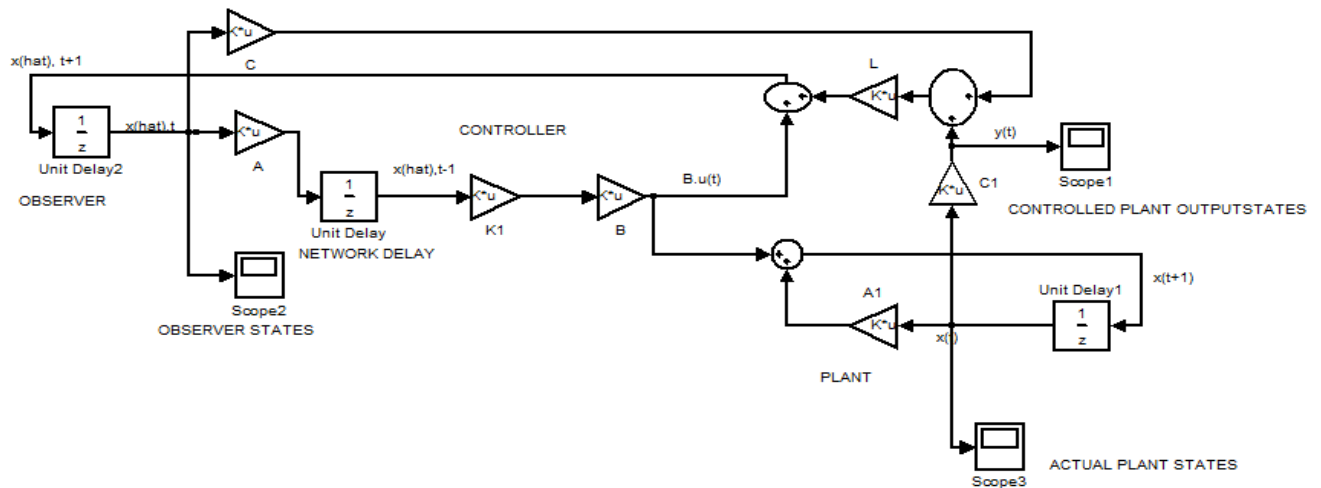 K*u
C
x(hat), t+1
L
K*u
1
z
x(hat),t
Unit Delay2
OBSERVER
K*u
A
CONTROLLER
y(t)
Scope1
CONTROLLED PLANT OUTPUTSTATES
1
z
Unit Delay
NETWORK DELAY
x(hat),t-1
K*u
K1
K*u
B
B.u(t)
K*u
C1
Scope2
OBSERVER STATES
A1
K*u
x(t)
Unit Delay1
1
z
x(t+1)
PLANT
Scope3
ACTUAL PLANT STATES